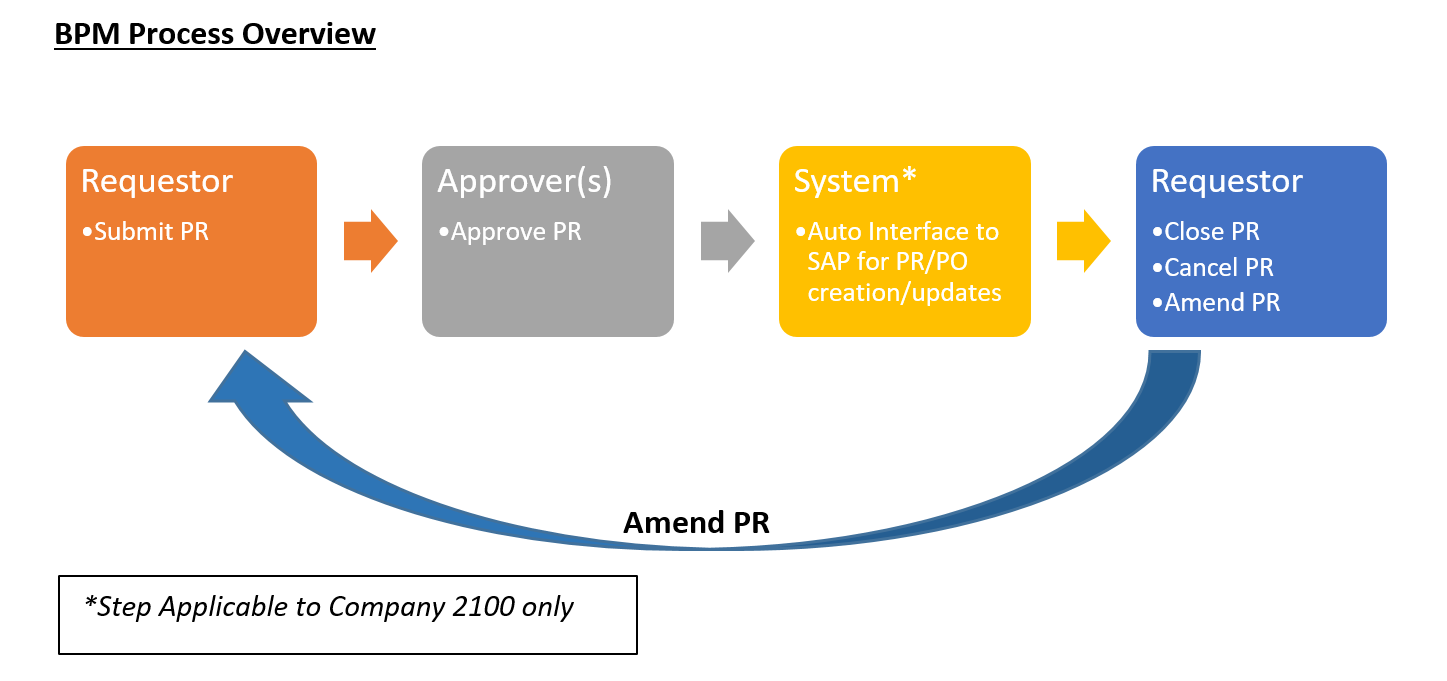 BPM Process Overview
Requestor
•Submit PR
Approver(s)
•Approve PR
System*
•Auto Interface to
SAP for PR/PO
creation/updates
Requestor
•Close PR
•Cancel PR
•Amend PR
Amend PR
*Step Applicable to Company 2100 only